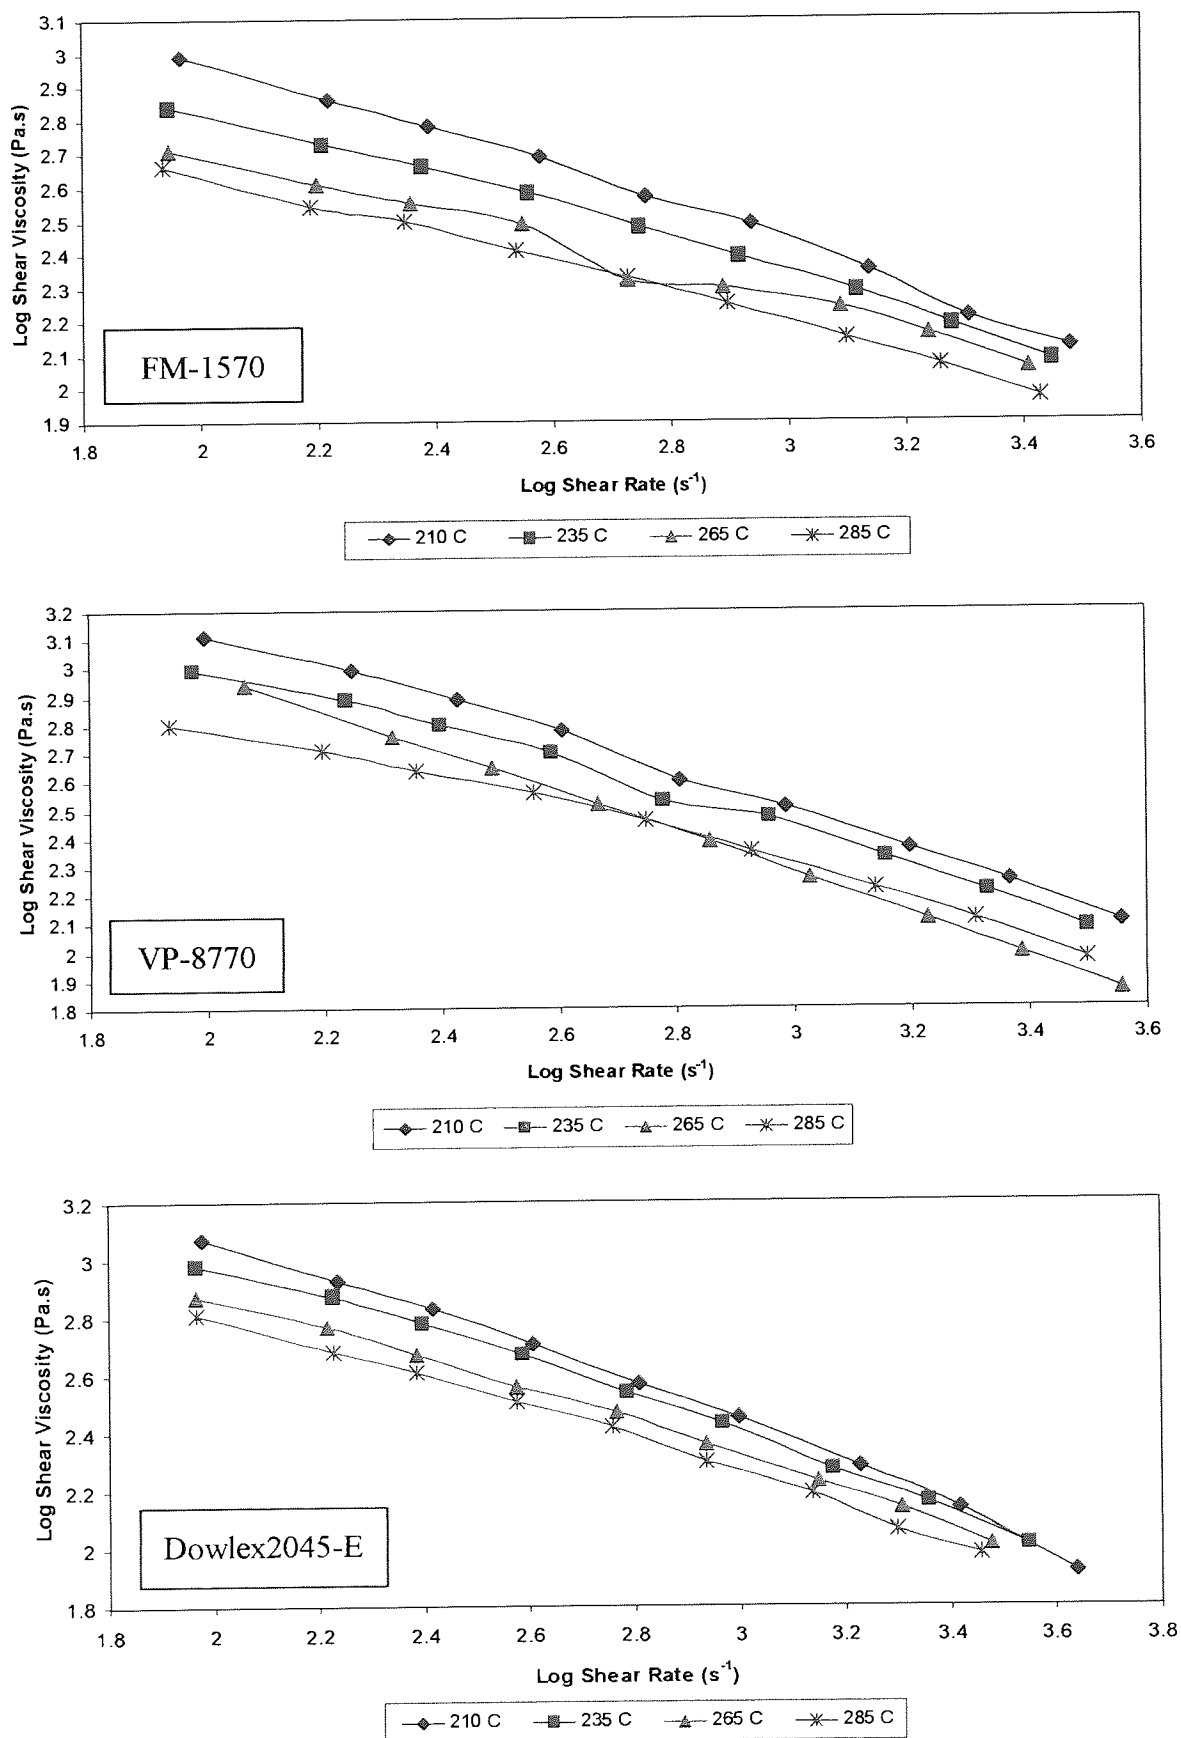 3.1
3
2.9
2.8
2.7
2.6
2.5
2.4
2.3
2.2
2.1
2
1.9
Log Shear Viscosity (Pa.s)
FM-1570
1.8 2 2.2 2.4 2.6 2.8 3 3.2 3.4 3.6
Log Shear Rate (s⁻¹)
210 C 235 C 265 C 285 C
3.2
3.1
3
2.9
2.8
2.7
2.6
2.5
2.4
2.3
2.2
2.1
2
1.9
1.8
Log Shear Viscosity (Pa.s)
VP-8770
1.8 2 2.2 2.4 2.6 2.8 3 3.2 3.4 3.6
Log Shear Rate (s⁻¹)
210 C 235 C 265 C 285 C
3.2
3
2.8
2.6
2.4
2.2
2
1.8
Log Shear Viscosity (Pa.s)
Dowlex2045-E
1.8 2 2.2 2.4 2.6 2.8 3 3.2 3.4 3.6 3.8
Log Shear Rate (s⁻¹)
210 C 235 C 265 C 285 C